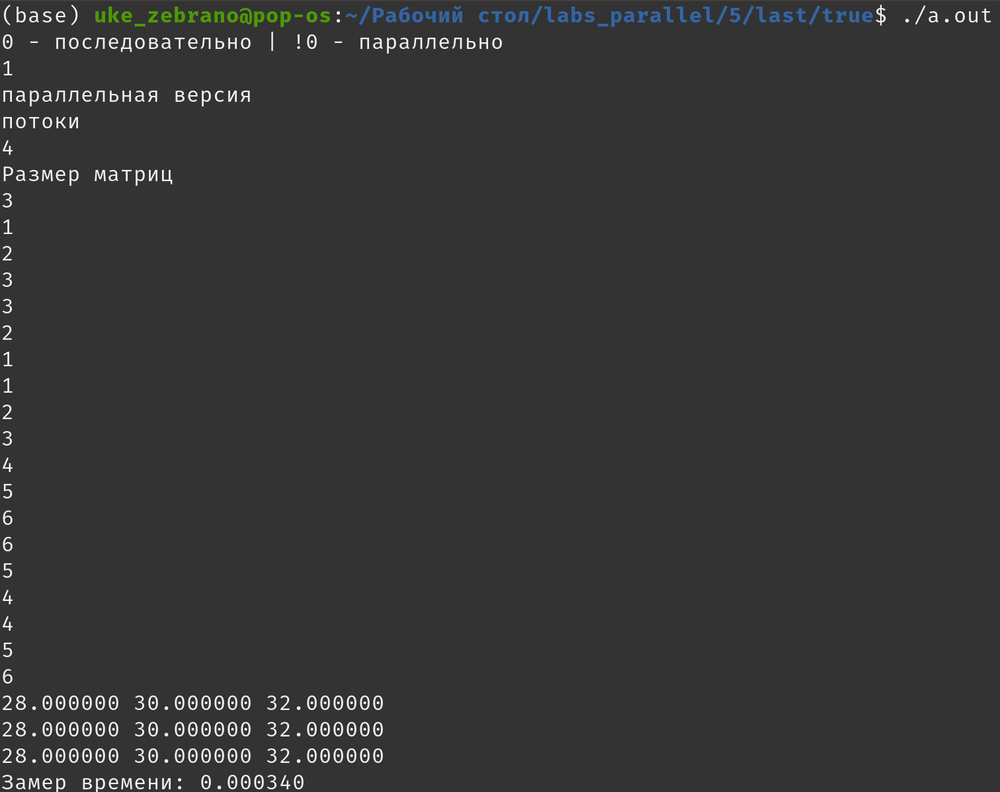 (base) uke_zebrano@pop-os:~/Рабочий стол/labs_parallel/5/last/true$ ./a.out
0 - последовательно | !0 - параллельно
1
параллельная версия
потоки
4
Размер матриц
3
1
2
3
3
2
1
1
2
3
4
5
6
6
5
4
4
5
6
28.000000 30.000000 32.000000
28.000000 30.000000 32.000000
28.000000 30.000000 32.000000
Замер времени: 0.000340